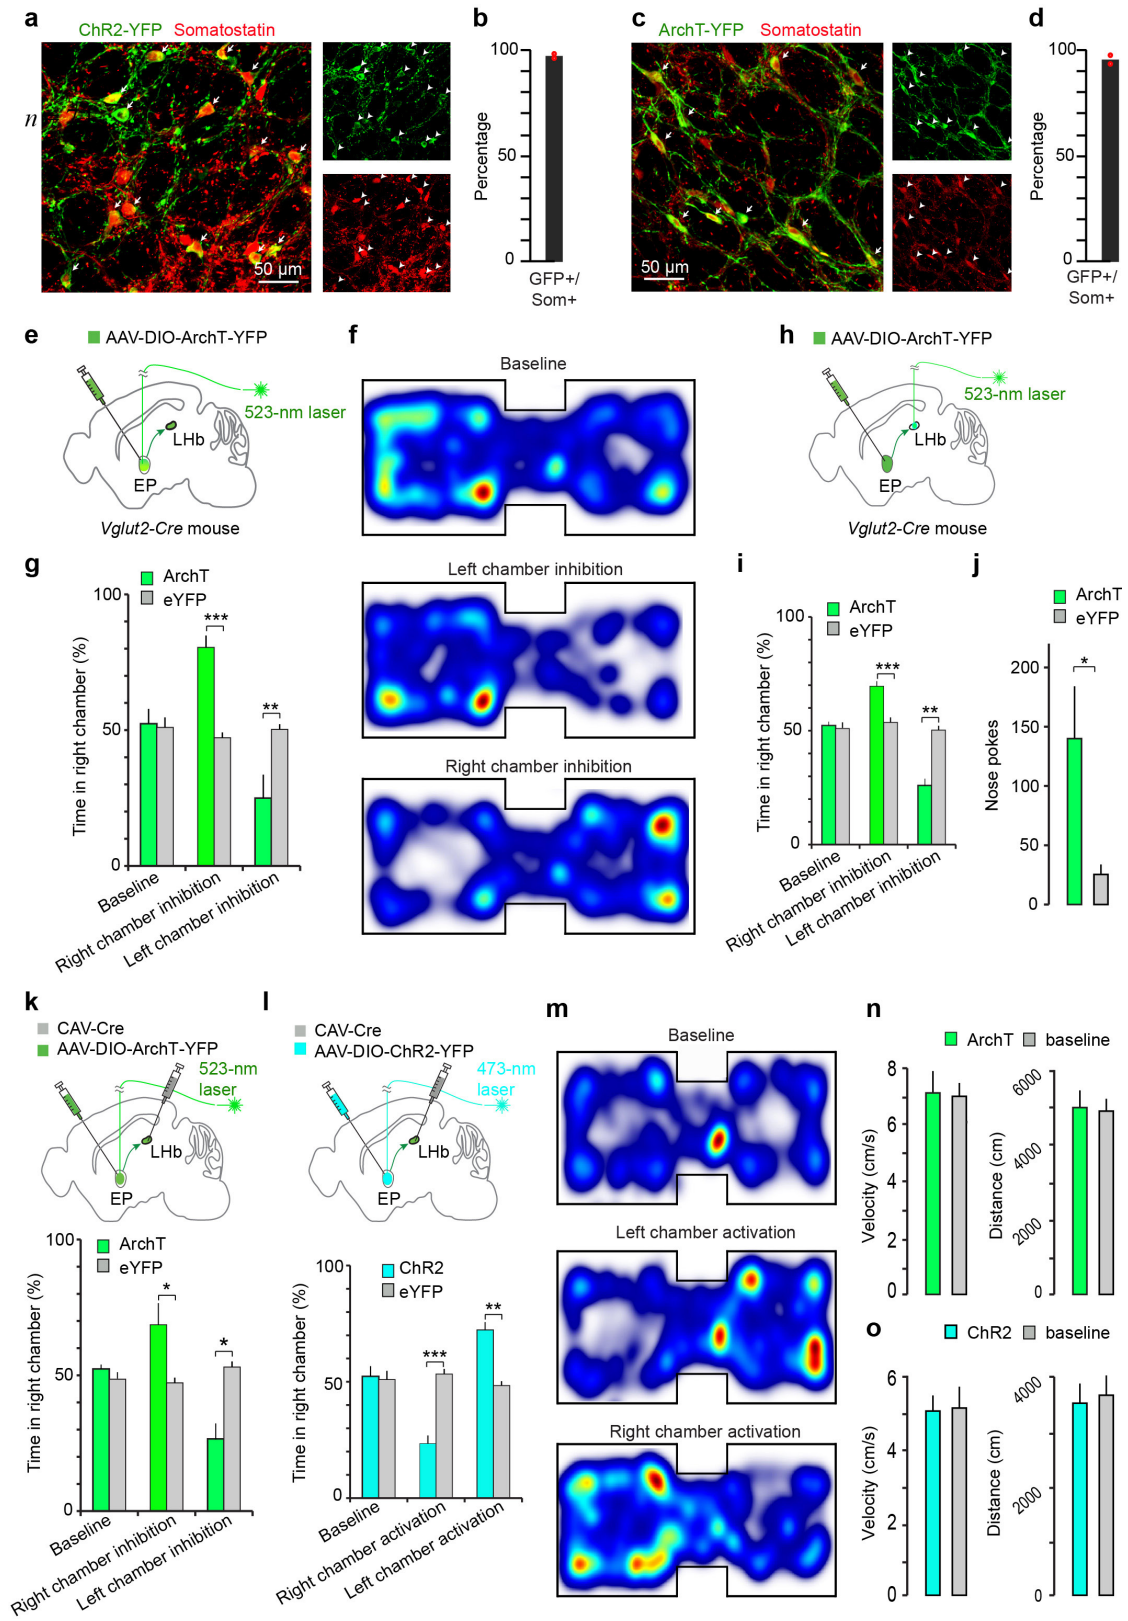 a
ChR2-YFP Somatostatin
n
50 µm
b
100
50
0
Percentage
GFP+/
Som+
c
ArchT-YFP Somatostatin
50 µm
d
100
50
0
Percentage
GFP+/
Som+
e
AAV-DIO-ArchT-YFP
523-nm laser
LHb
EP
Vglut2-Cre mouse
f
Baseline
Left chamber inhibition
Right chamber inhibition
h
AAV-DIO-ArchT-YFP
523-nm laser
LHb
EP
Vglut2-Cre mouse
g
ArchT
eYFP
100
50
0
Time in right chamber (%)
***
**
Baseline
Right chamber inhibition
Left chamber inhibition
i
ArchT
eYFP
100
50
0
Time in right chamber (%)
***
**
Baseline
Right chamber inhibition
Left chamber inhibition
j
ArchT
eYFP
200
150
100
50
0
Nose pokes
*
k
CAV-Cre
AAV-DIO-ArchT-YFP
523-nm
laser
LHb
EP
100
50
0
Time in right chamber (%)
ArchT
eYFP
*
*
Baseline
Right chamber inhibition
Left chamber inhibition
l
CAV-Cre
AAV-DIO-ChR2-YFP
473-nm
laser
LHb
EP
100
50
0
Time in right chamber (%)
ChR2
eYFP
***
**
Baseline
Right chamber activation
Left chamber activation
m
Baseline
Left chamber activation
Right chamber activation
n
ArchT baseline
8
6
4
2
0
Velocity (cm/s)
6000
4000
2000
0
Distance (cm)
o
ChR2 baseline
6
4
2
0
Velocity (cm/s)
4000
2000
0
Distance (cm)